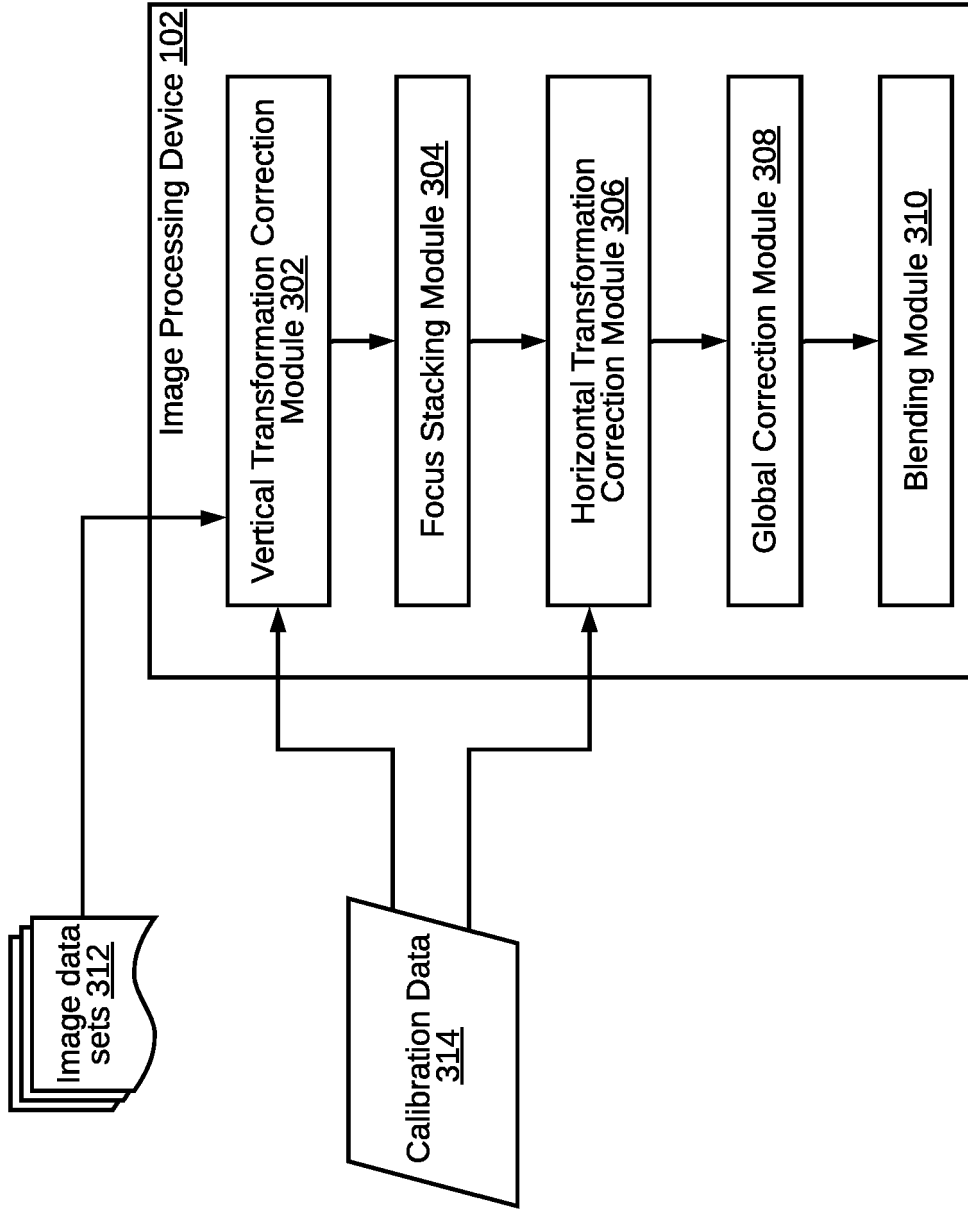 Image Processing Device 102
Image data
sets 312
Vertical Transformation Correction
Module 302
Focus Stacking Module 304
Calibration Data
314
Horizontal Transformation
Correction Module 306
Global Correction Module 308
Blending Module 310